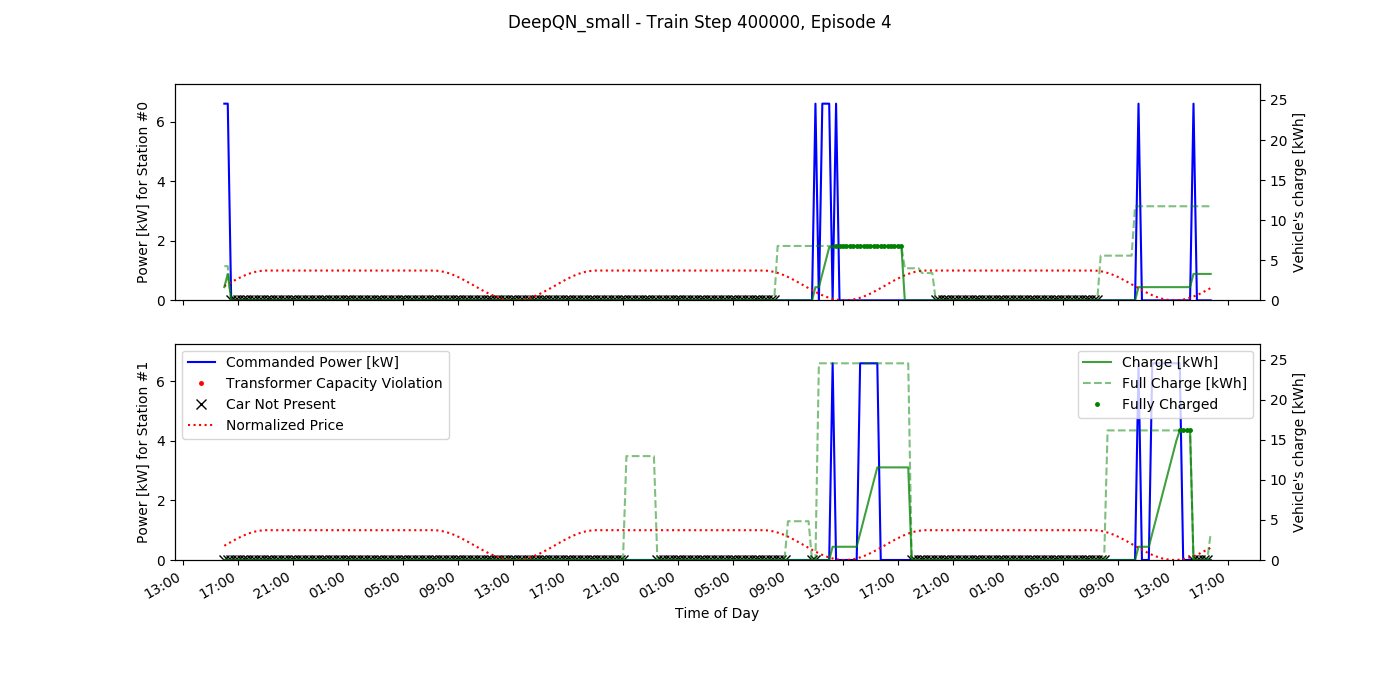 DeepQN_small - Train Step 400000, Episode 4
Power [kW] for Station #0
6
4
2
0
25
20
15
10
5
0
Vehicle's charge [kWh]
Power [kW] for Station #1
6
4
2
0
Commanded Power [kW]
Transformer Capacity Violation
Car Not Present
Normalized Price
Charge [kWh]
Full Charge [kWh]
Fully Charged
25
20
15
10
5
0
Vehicle's charge [kWh]
13:00 17:00 21:00 01:00 05:00 09:00 13:00 17:00 21:00 01:00 05:00 09:00 13:00 17:00 21:00 01:00 05:00 09:00 13:00 17:00
Time of Day